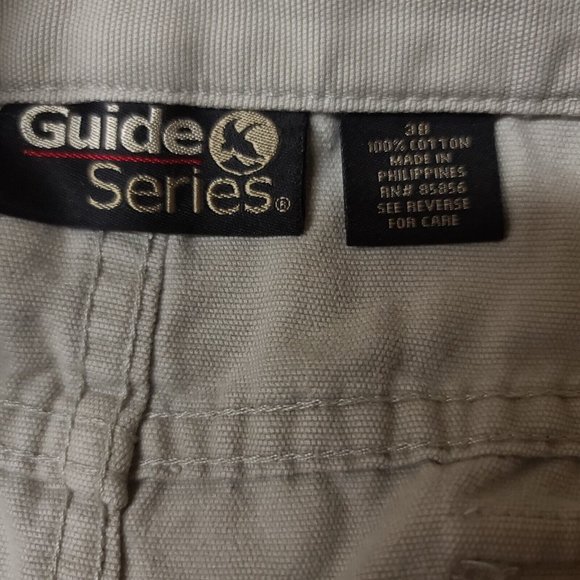 Guide
Series®
38
100% COTTON
MADE IN
PHILIPPINES
RN# 85856
SEE REVERSE
FOR CARE